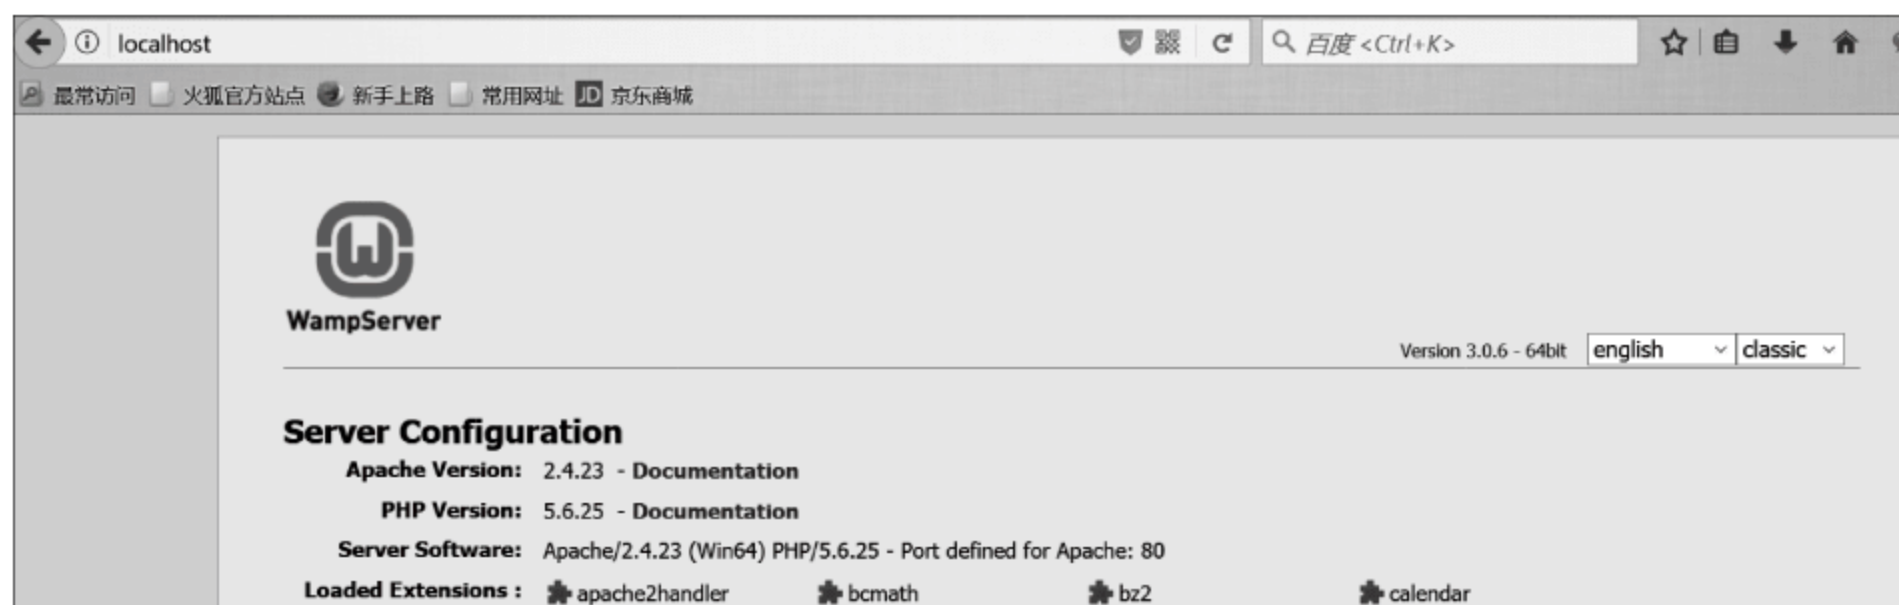 localhost
百度 <Ctrl+K>
最常访问 火狐官方站点 新手上路 常用网址 JD 京东商城
WampServer
Version 3.0.6 - 64bit english classic
Server Configuration
Apache Version: 2.4.23 - Documentation
PHP Version: 5.6.25 - Documentation
Server Software: Apache/2.4.23 (Win64) PHP/5.6.25 - Port defined for Apache: 80
Loaded Extensions : apache2handler bcmath bz2 calendar